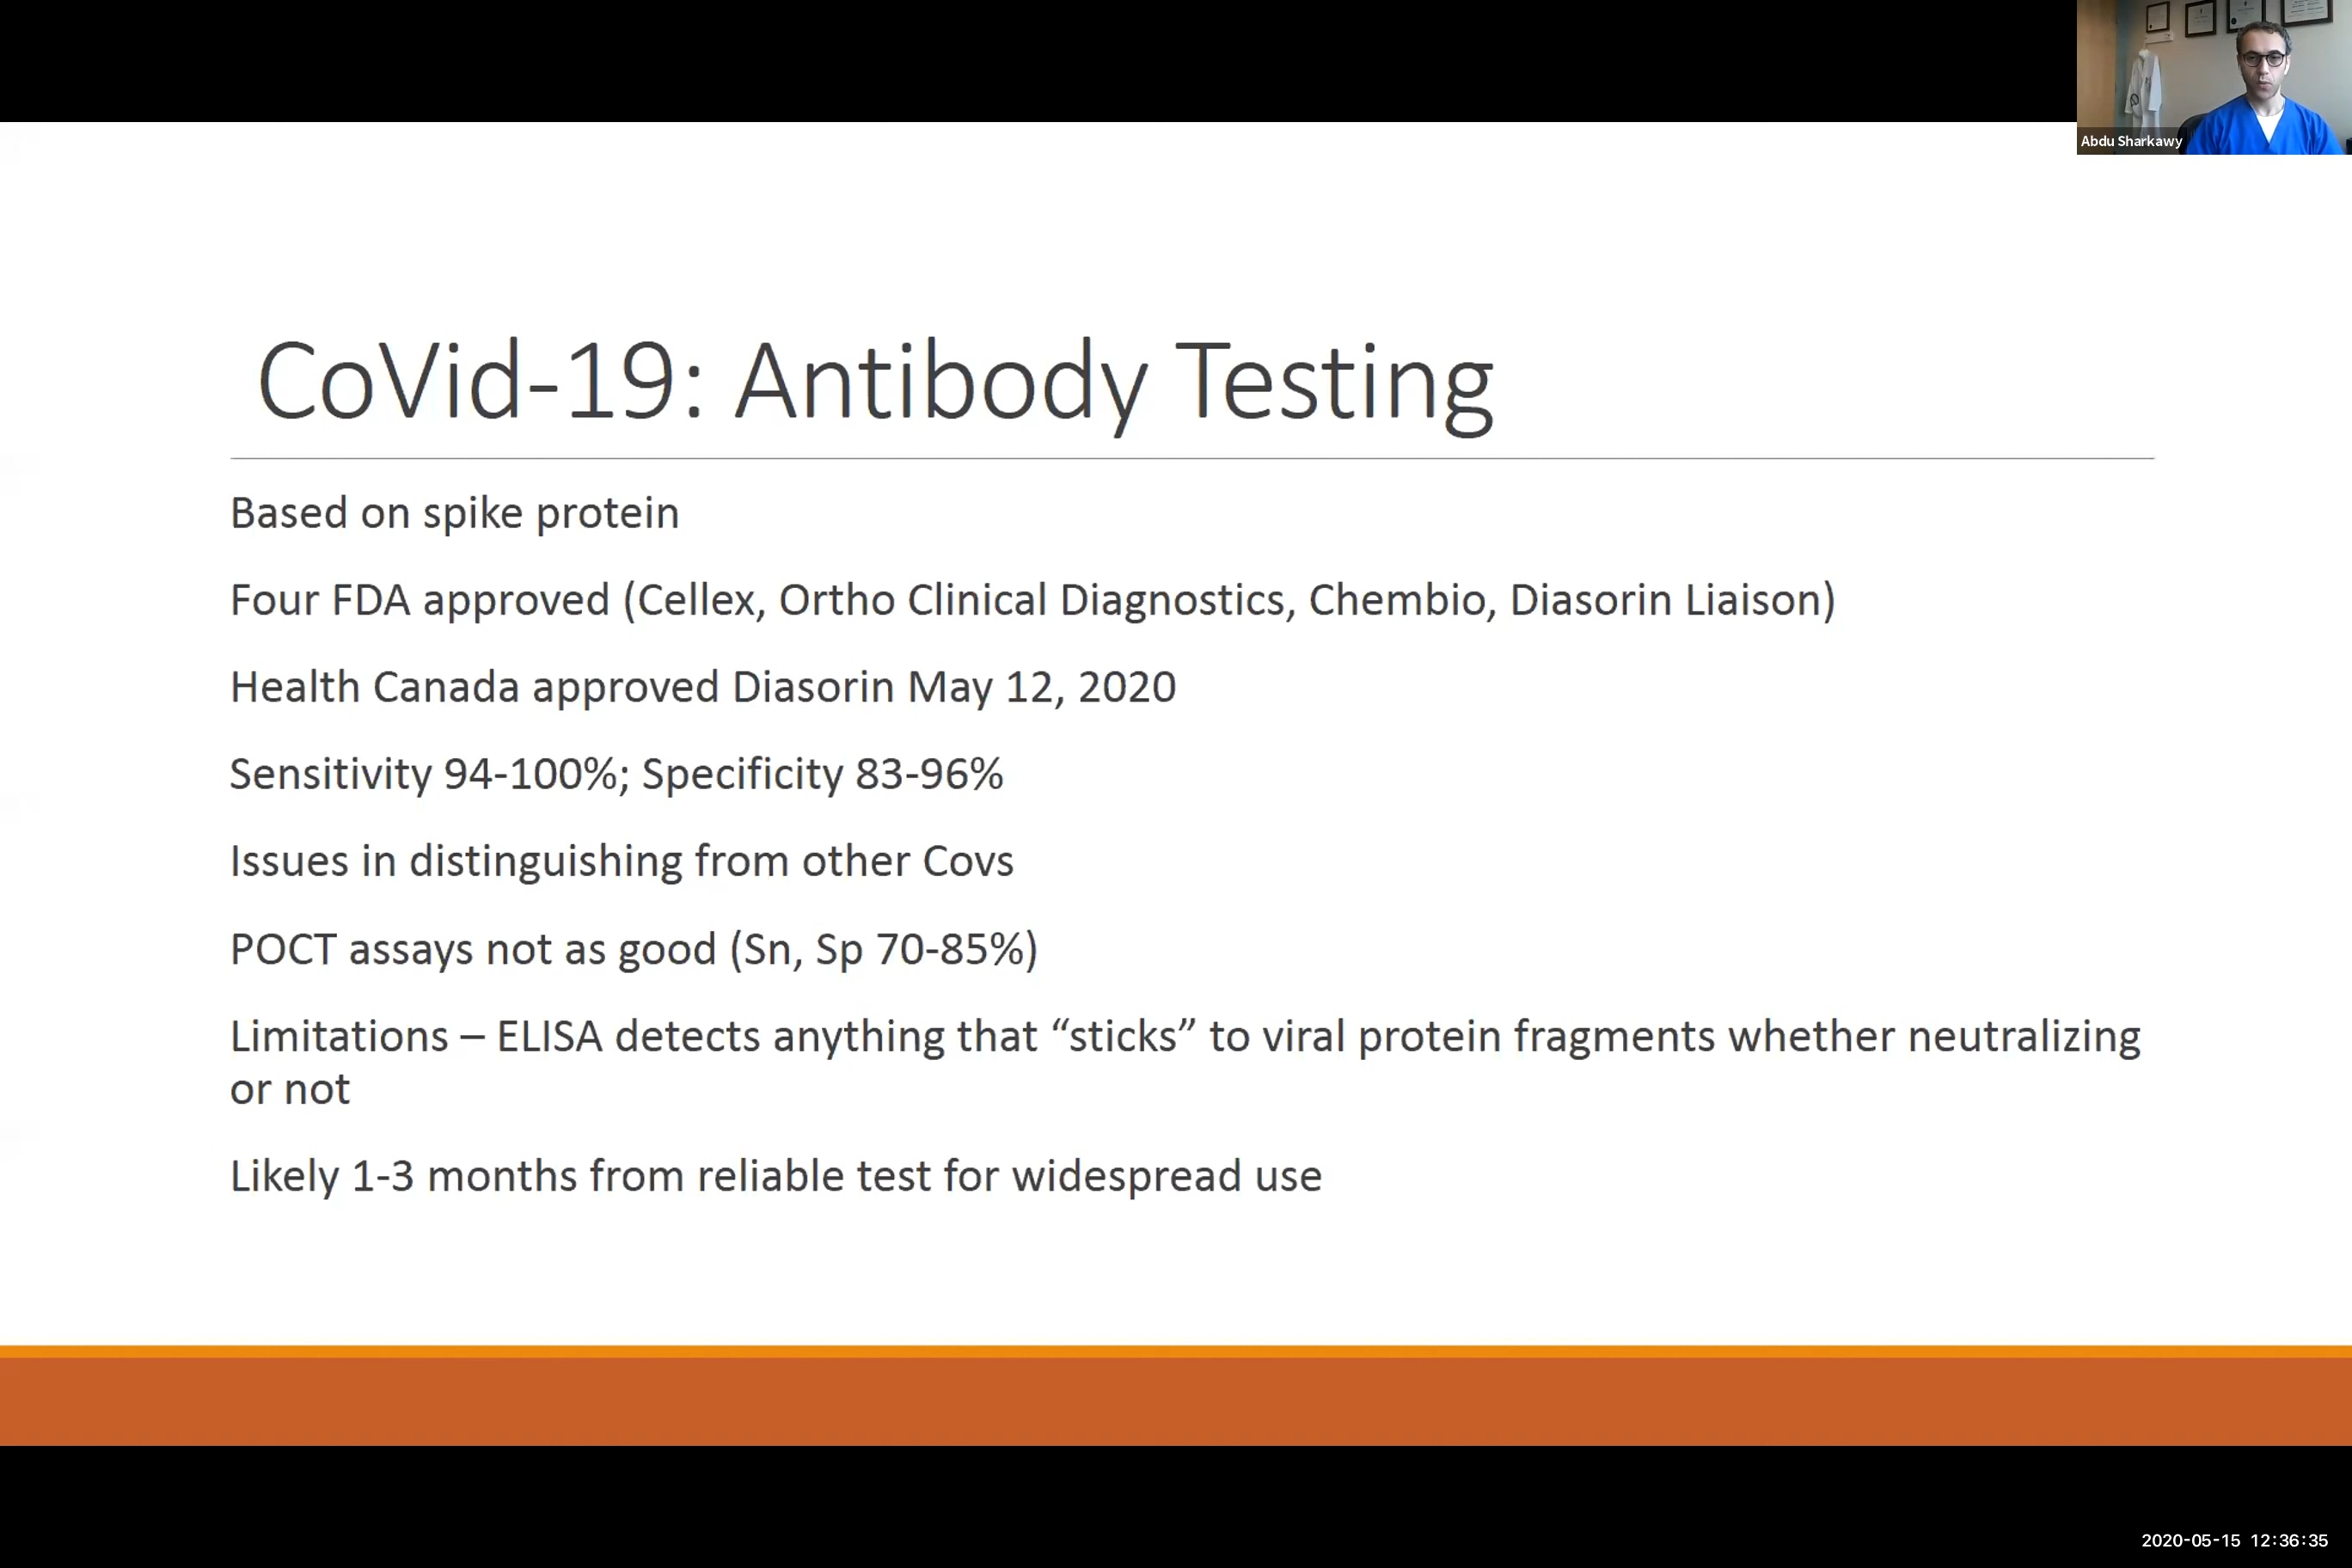 Abdu Sharkawy
CoVid-19: Antibody Testing
Based on spike protein
Four FDA approved (Cellex, Ortho Clinical Diagnostics, Chembio, Diasorin Liaison)
Health Canada approved Diasorin May 12, 2020
Sensitivity 94-100%; Specificity 83-96%
Issues in distinguishing from other Covs
POCT assays not as good (Sn, Sp 70-85%)
Limitations – ELISA detects anything that “sticks” to viral protein fragments whether neutralizing
or not
Likely 1-3 months from reliable test for widespread use
2020-05-15 12:36:35